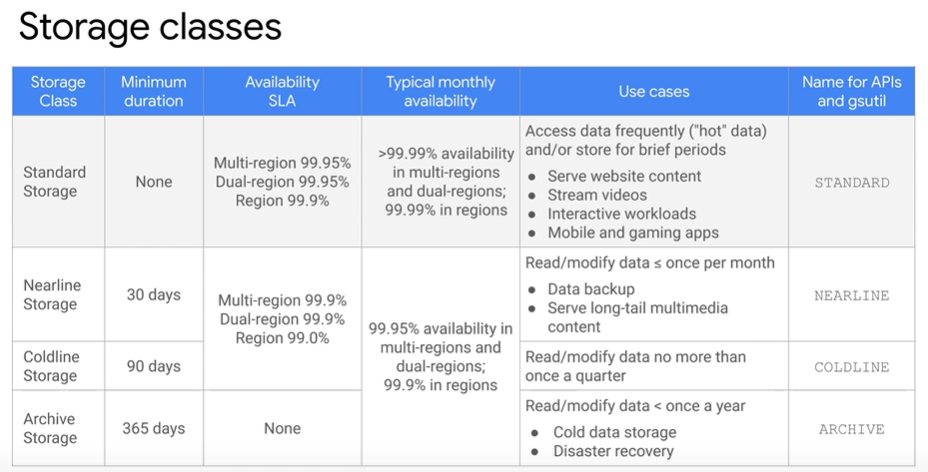 Storage classes
Storage
Class
Minimum
duration
Availability
SLA
Typical monthly
availability
Use cases
Name for APIs
and gsutil
Standard
Storage
None
Multi-region 99.95%
Dual-region 99.95%
Region 99.9%
>99.99% availability
in multi-regions
and dual-regions;
99.99% in regions
Access data frequently ("hot" data)
and/or store for brief periods
● Serve website content
● Stream videos
● Interactive workloads
● Mobile and gaming apps
STANDARD
Nearline
Storage
30 days
Multi-region 99.9%
Dual-region 99.9%
Region 99.0%
99.95% availability in
multi-regions and
dual-regions;
99.9% in regions
Read/modify data ≤ once per month
● Data backup
● Serve long-tail multimedia
content
NEARLINE
Coldline
Storage
90 days
Read/modify data no more than
once a quarter
COLDLINE
Archive
Storage
365 days
None
Read/modify data < once a year
● Cold data storage
● Disaster recovery
ARCHIVE